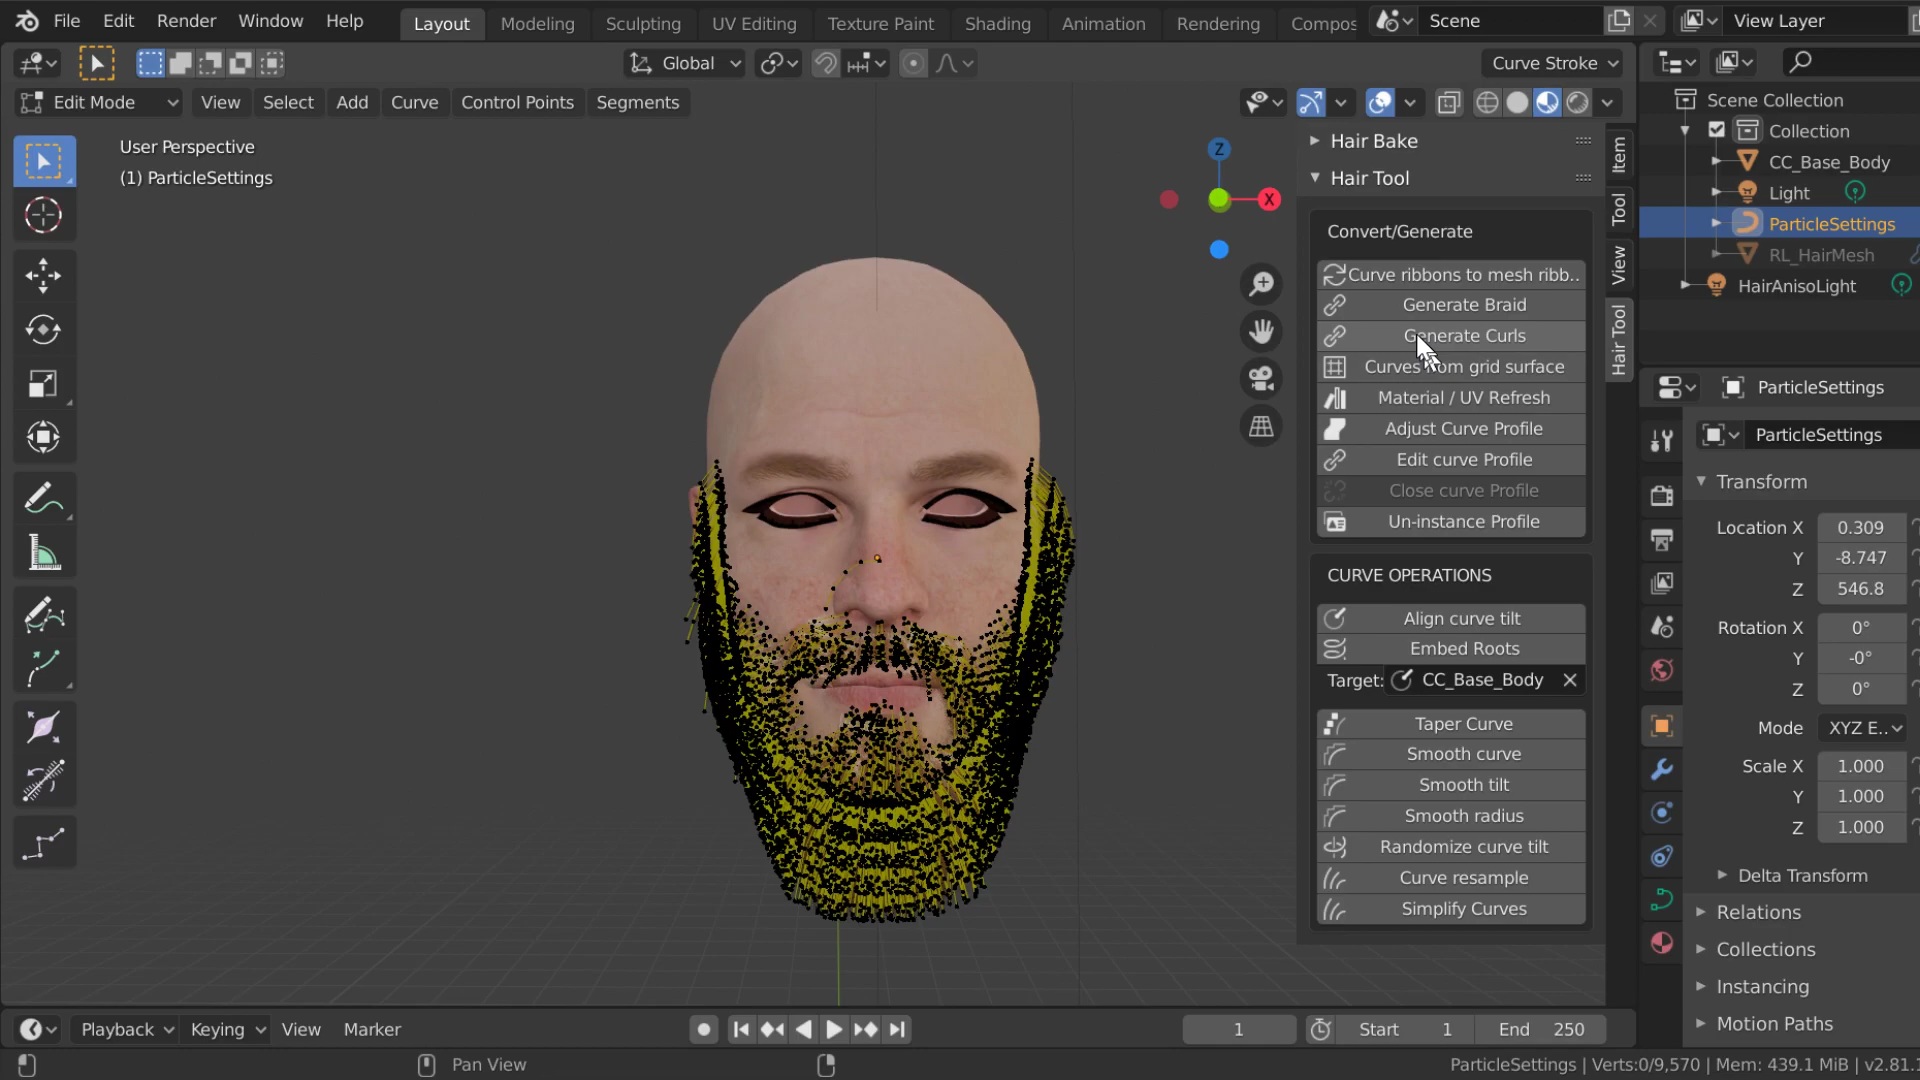 File Edit Render Window Help Layout Modeling Sculpting UV Editing Texture Paint Shading Animation Rendering Compos Scene View Layer
Global Curve Stroke
Edit Mode View Select Add Curve Control Points Segments
User Perspective
(1) ParticleSettings
Z
X
Hair Bake
Hair Tool
Convert/Generate
Curve ribbons to mesh ribb..
Generate Braid
Generate Curls
Curves from grid surface
Material / UV Refresh
Adjust Curve Profile
Edit curve Profile
Close curve Profile
Un-instance Profile
CURVE OPERATIONS
Align curve tilt
Embed Roots
Target: CC_Base_Body
Taper Curve
Smooth curve
Smooth tilt
Smooth radius
Randomize curve tilt
Curve resample
Simplify Curves
Item
Tool
View
Hair Tool
Scene Collection
Collection
CC_Base_Body
Light
ParticleSettings
RL_HairMesh
HairAnisoLight
ParticleSettings
ParticleSettings
Transform
Location X 0.309
Y -8.747
Z 546.8
Rotation X 0°
Y -0°
Z 0°
Mode XYZ E..
Scale X 1.000
Y 1.000
Z 1.000
Delta Transform
Relations
Collections
Instancing
Motion Paths
Playback Keying View Marker 1 Start 1 End 250
Pan View ParticleSettings | Verts:0/9,570 | Mem: 439.1 MiB | v2.81.